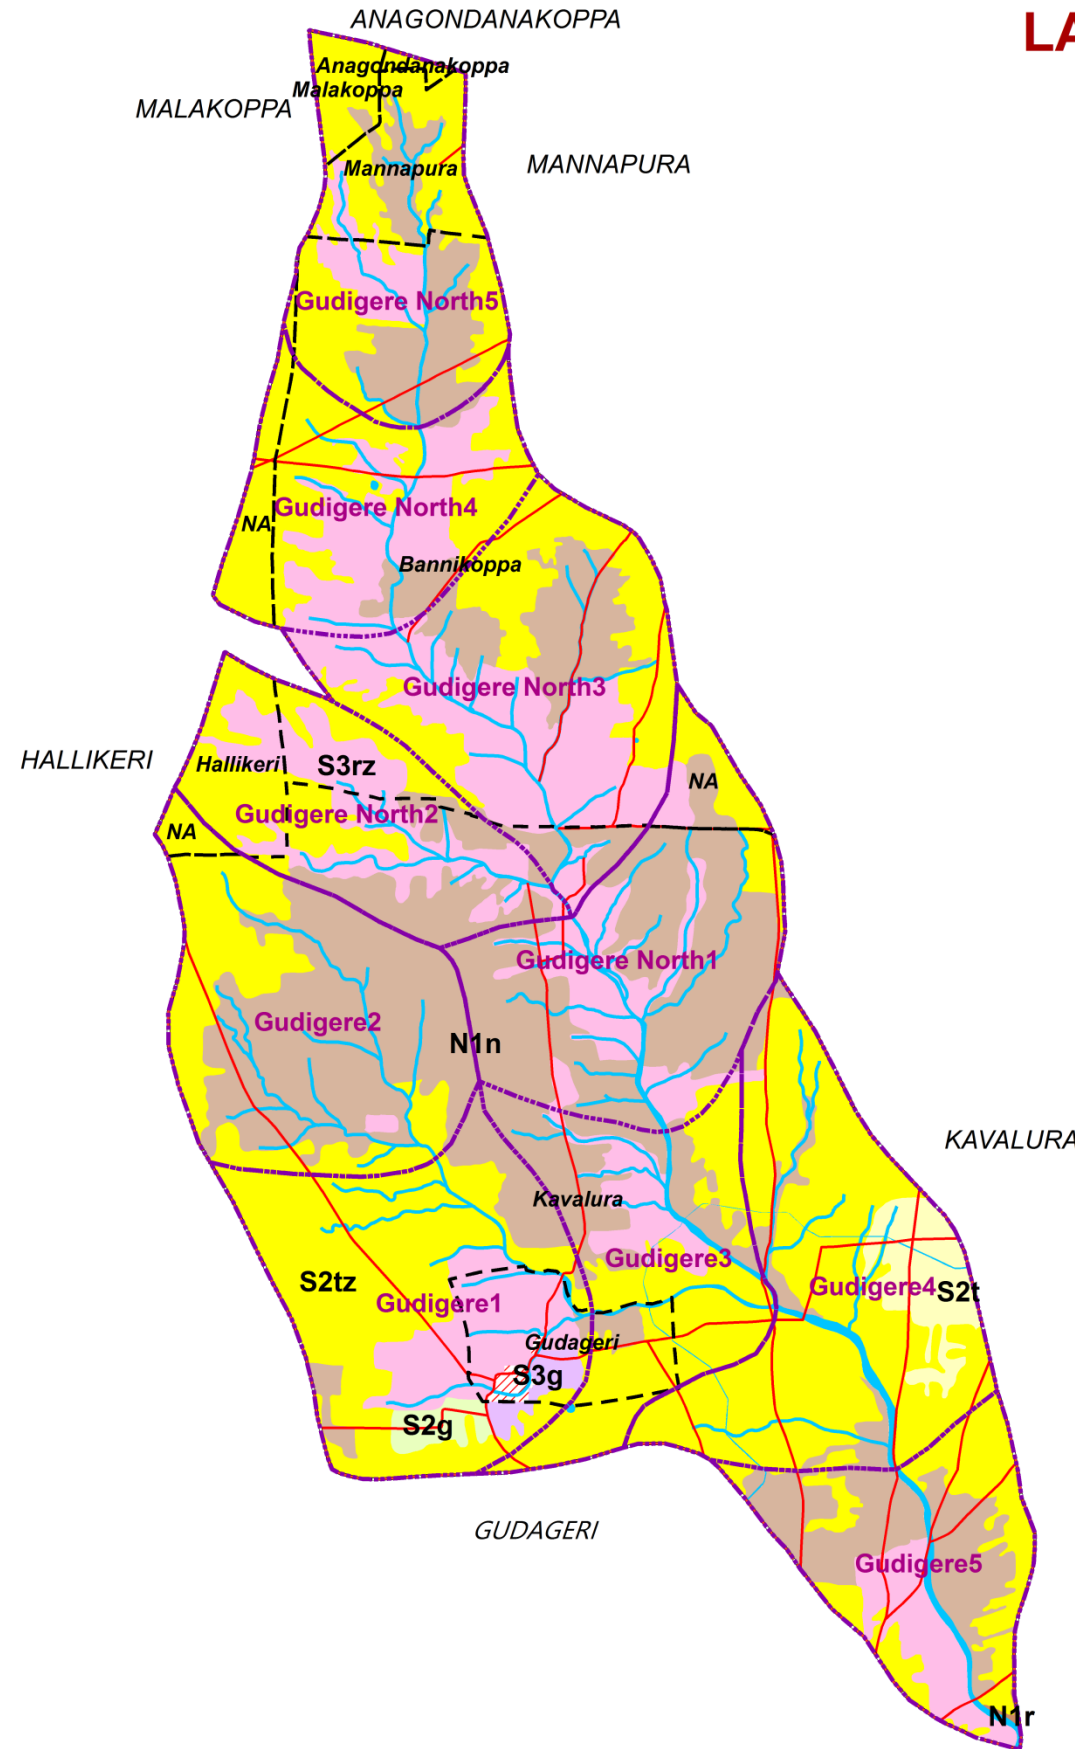 ANAGONDANAKOPPA
LA
Anagondanakoppa
Malakoppa
MALAKOPPA
MANNAPURA
Mannapura
Gudigere North5
Gudigere North4
NA
Bannikoppa
Gudigere North3
HALLIKERI
Hallikeri
S3rz
NA
Gudigere North2
NA
Gudigere North1
Gudigere2
N1n
KAVALURA
Kavalura
Gudigere3
S2tz
Gudigere4
S2t
Gudigere1
Gudageri
S3g
S2g
GUDAGERI
Gudigere5
N1r